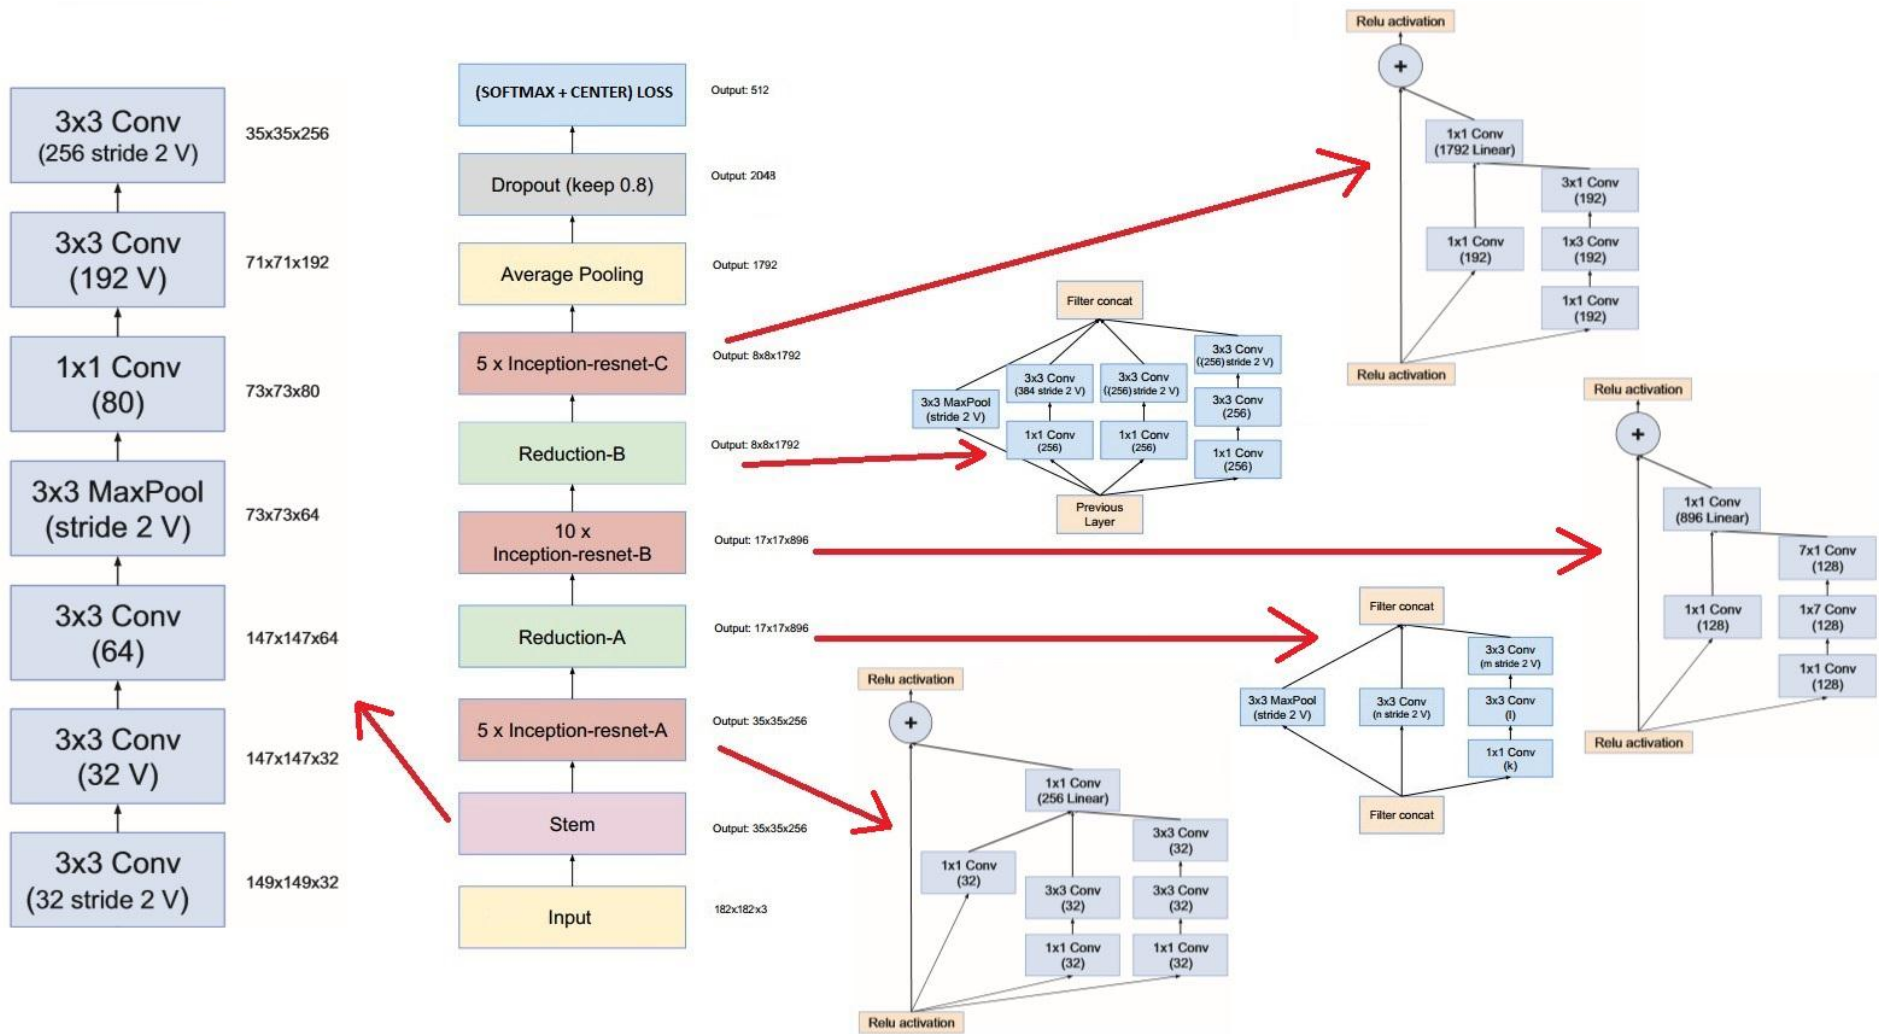 3x3 Conv
(256 stride 2 V)
35x35x256
3x3 Conv
(192 V)
71x71x192
1x1 Conv
(80)
73x73x80
3x3 MaxPool
(stride 2 V)
73x73x64
3x3 Conv
(64)
147x147x64
3x3 Conv
(32 V)
147x147x32
3x3 Conv
(32 stride 2 V)
149x149x32
(SOFTMAX + CENTER) LOSS
Output: 512
Dropout (keep 0.8)
Output: 2048
Average Pooling
Output: 1792
5 x Inception-resnet-C
Output: 8x8x1792
Reduction-B
Output: 8x8x1792
10 x
Inception-resnet-B
Output: 17x17x896
Reduction-A
Output: 17x17x896
5 x Inception-resnet-A
Output: 35x35x256
Stem
Output: 35x35x256
Input
182x182x3
Relu activation
+
1x1 Conv
(1792 Linear)
3x1 Conv
(192)
1x1 Conv
(192)
1x3 Conv
(192)
1x1 Conv
(192)
Relu activation
Filter concat
3x3 MaxPool
(stride 2 V)
3x3 Conv
(384 stride 2 V)
1x1 Conv
(256)
3x3 Conv
((256) stride 2 V)
1x1 Conv
(256)
3x3 Conv
((256) stride 2 V)
3x3 Conv
(256)
1x1 Conv
(256)
Previous
Layer
Relu activation
+
1x1 Conv
(896 Linear)
7x1 Conv
(128)
1x1 Conv
(128)
1x7 Conv
(128)
1x1 Conv
(128)
Relu activation
Filter concat
3x3 MaxPool
(stride 2 V)
3x3 Conv
(n stride 2 V)
3x3 Conv
(m stride 2 V)
3x3 Conv
(l)
1x1 Conv
(k)
Filter concat
Relu activation
+
1x1 Conv
(256 Linear)
1x1 Conv
(32)
3x3 Conv
(32)
1x1 Conv
(32)
3x3 Conv
(32)
3x3 Conv
(32)
1x1 Conv
(32)
Relu activation